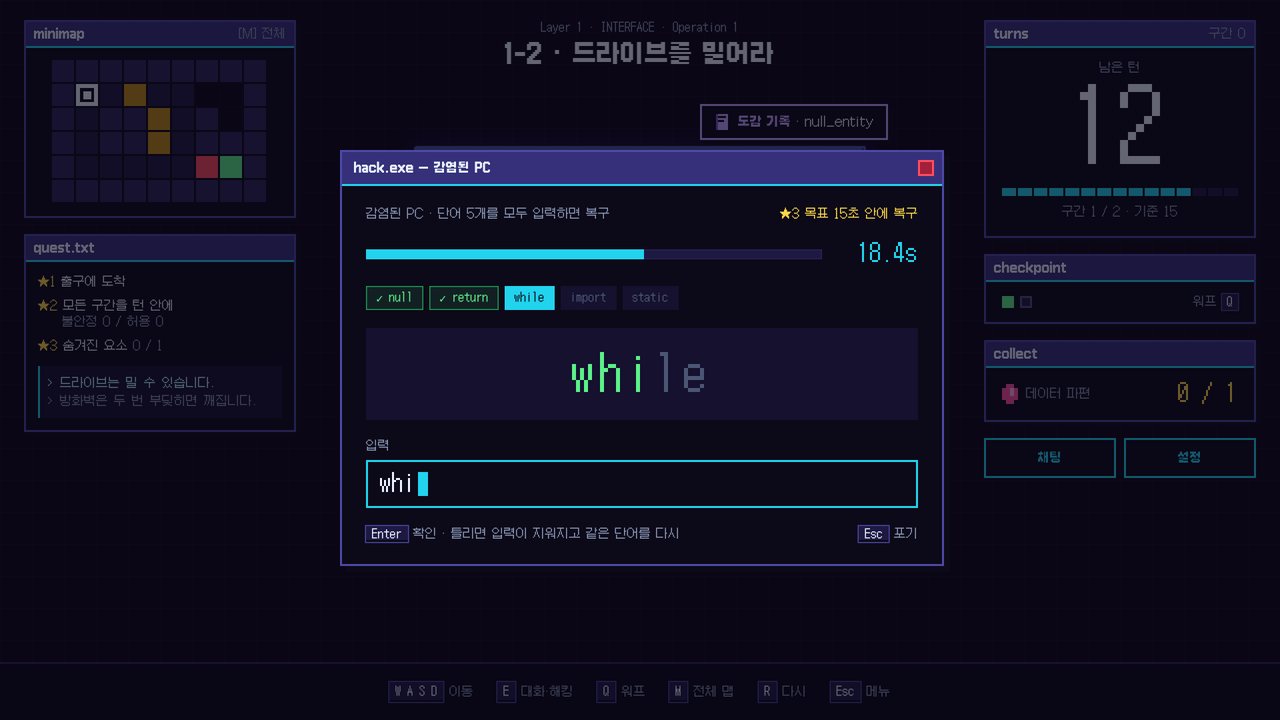 minimap [M] 전체
Layer 1 · INTERFACE · Operation 1
1-2 · 드라이브를 밀어라
도감 기록 · null_entity
turns 구간 0
남은 턴
12
구간 1 / 2 · 기준 15
quest.txt
★1 출구에 도착
★2 모든 구간을 턴 안에
불안정 0 / 허용 0
★3 숨겨진 요소 0 / 1
> 드라이브는 밀 수 있습니다.
> 방화벽은 두 번 부딪히면 깨집니다.
hack.exe — 감염된 PC
감염된 PC · 단어 5개를 모두 입력하면 복구 ★3 목표 15초 안에 복구
18.4s
✓ null ✓ return while import static
while
입력
whi
Enter 확인 · 틀리면 입력이 지워지고 같은 단어를 다시 Esc 포기
checkpoint
워프 Q
collect
데이터 파편 0 / 1
채팅 설정
W A S D 이동 E 대화·해킹 Q 워프 M 전체 맵 R 다시 Esc 메뉴